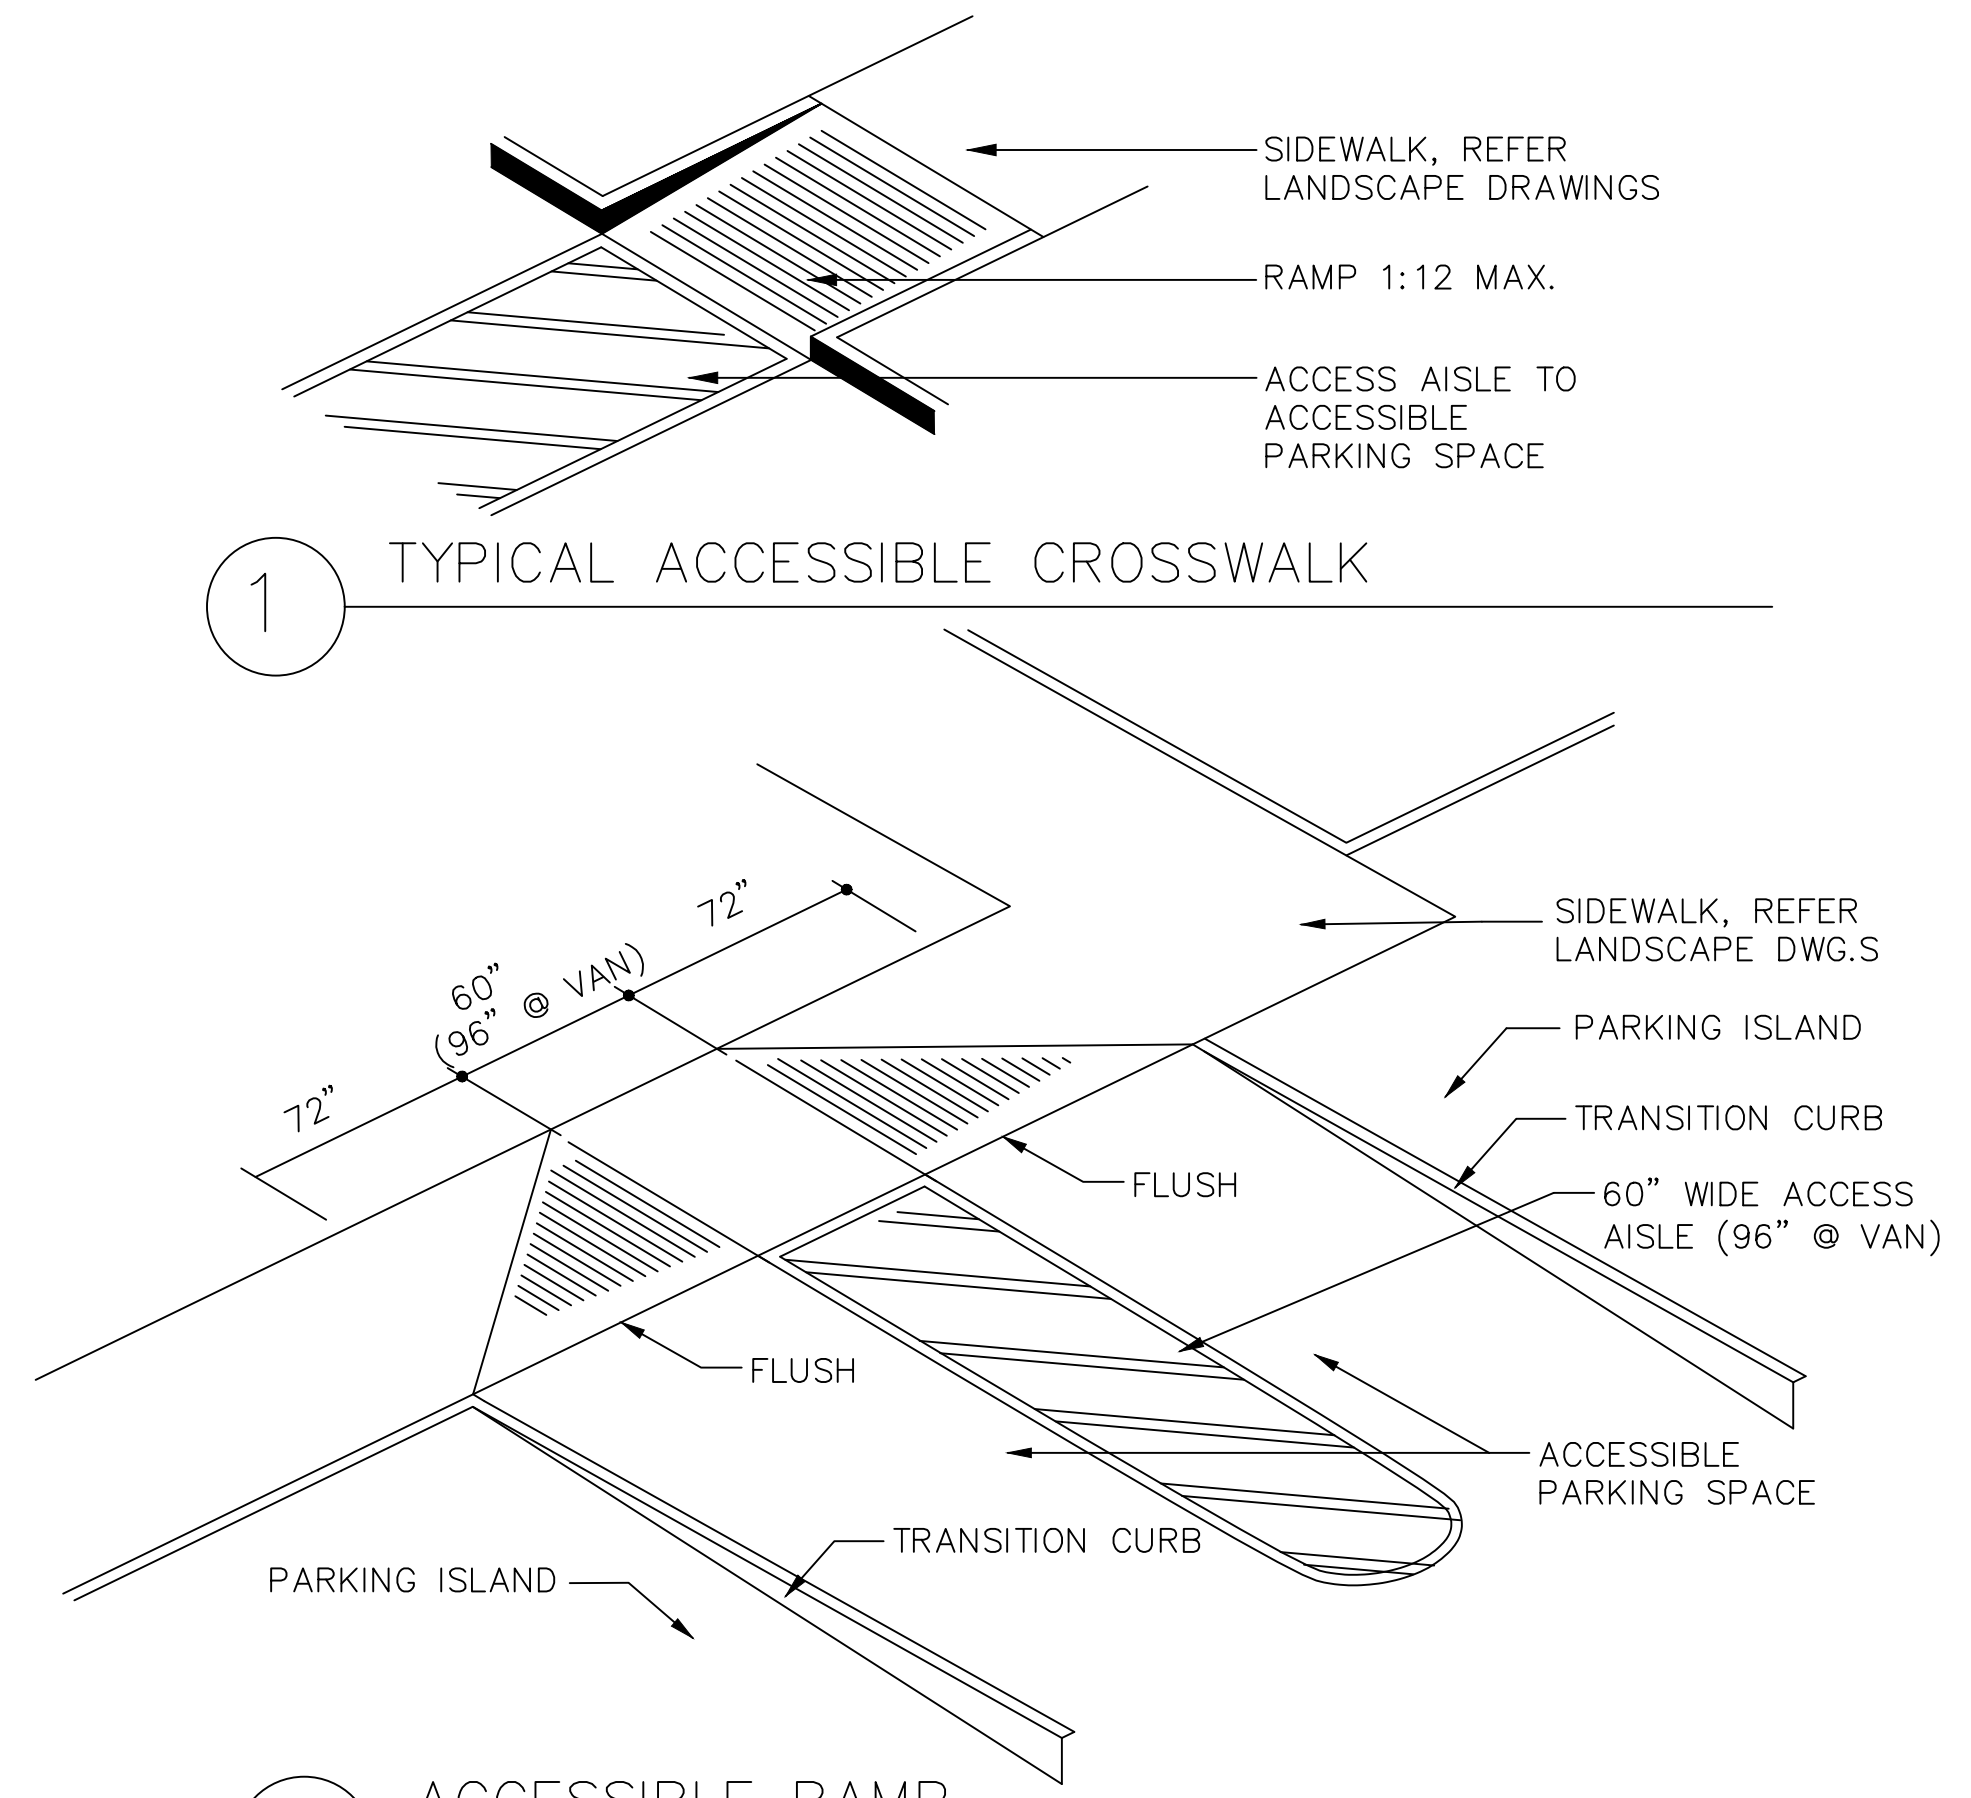 SIDEWALK, REFER
LANDSCAPE DRAWINGS
RAMP 1:12 MAX.
ACCESS AISLE TO
ACCESSIBLE
PARKING SPACE
1
TYPICAL ACCESSIBLE CROSSWALK
72”
60”
(96” @ VAN)
72”
SIDEWALK, REFER
LANDSCAPE DWG.S
PARKING ISLAND
TRANSITION CURB
FLUSH
60” WIDE ACCESS
AISLE (96” @ VAN)
FLUSH
ACCESSIBLE
PARKING SPACE
TRANSITION CURB
PARKING ISLAND
ACCESSIBLE RAMP